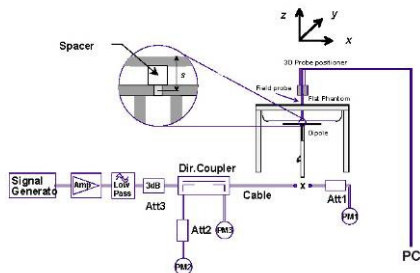 z
y
x
Spacer
s
3D Probe positioner
Field probe
Flat Phantom
Dipole
Signal
Generato
Amp
Low
Pass
3dB
Att3
Dir.Coupler
Cable
x
Att1
PM1
Att2
PM3
PM2
PC